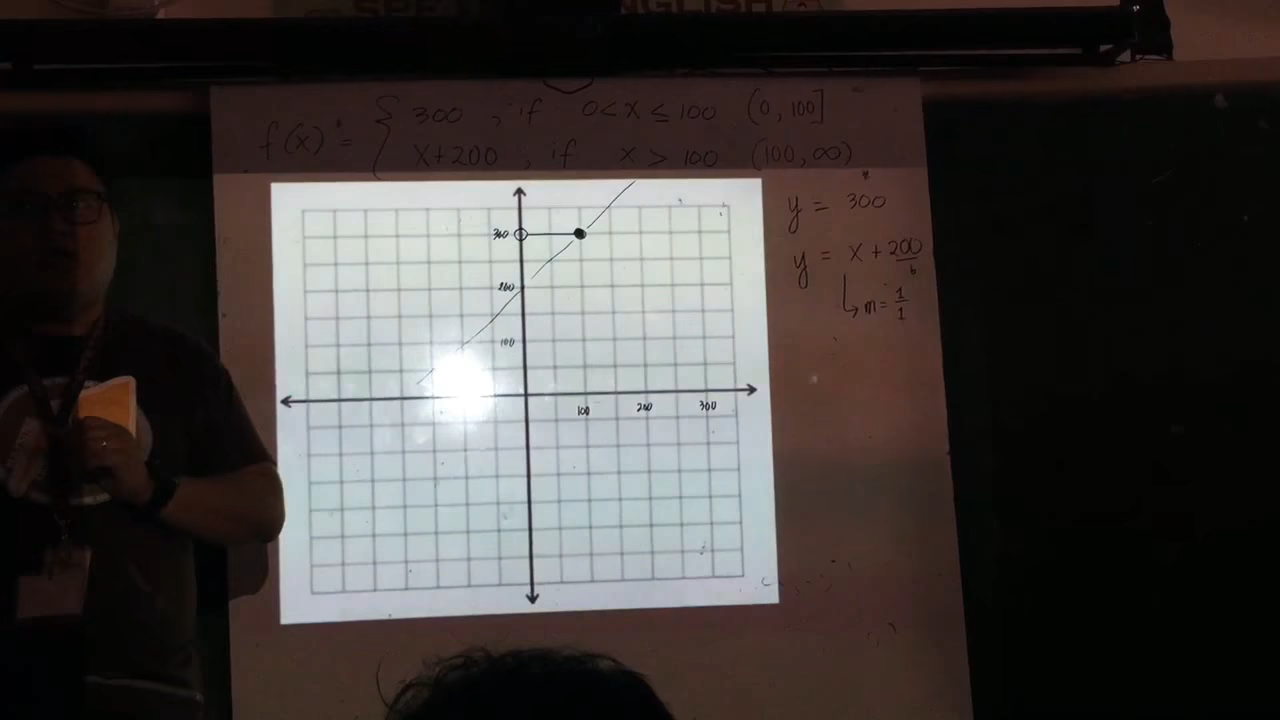 ENGLISH
f(x) = { 300 , if 0 < x ≤ 100 (0, 100]
x+200 , if x > 100 (100, ∞)
y = 300
y = x + 200
b
m = 1/1
300
200
100
100 200 300